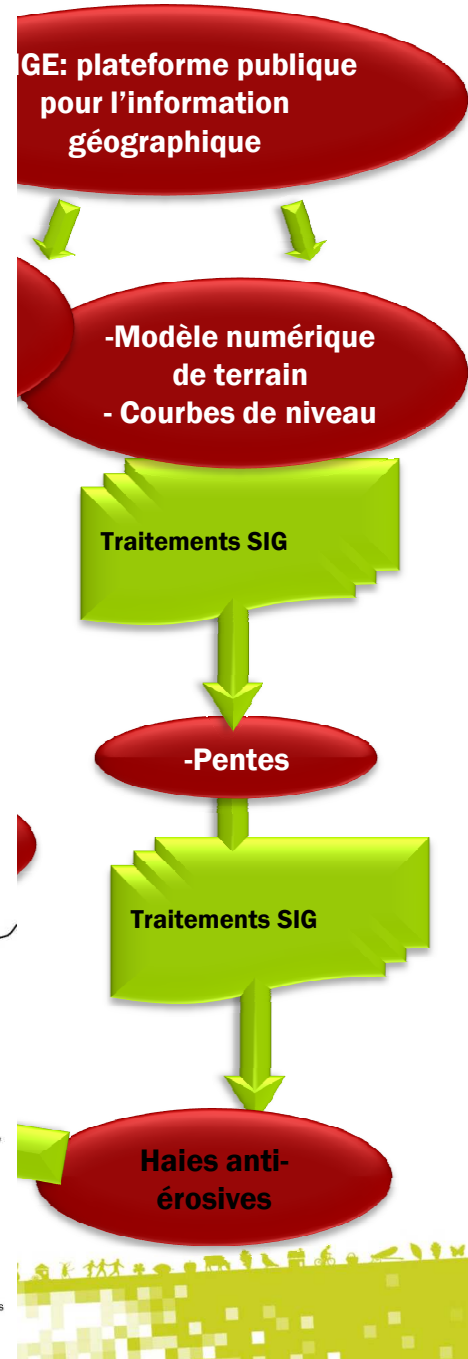 IGE: plateforme publique
pour l’information
géographique
-Modèle numérique
de terrain
- Courbes de niveau
Traitements SIG
-Pentes
Traitements SIG
Haies anti-
érosives
s